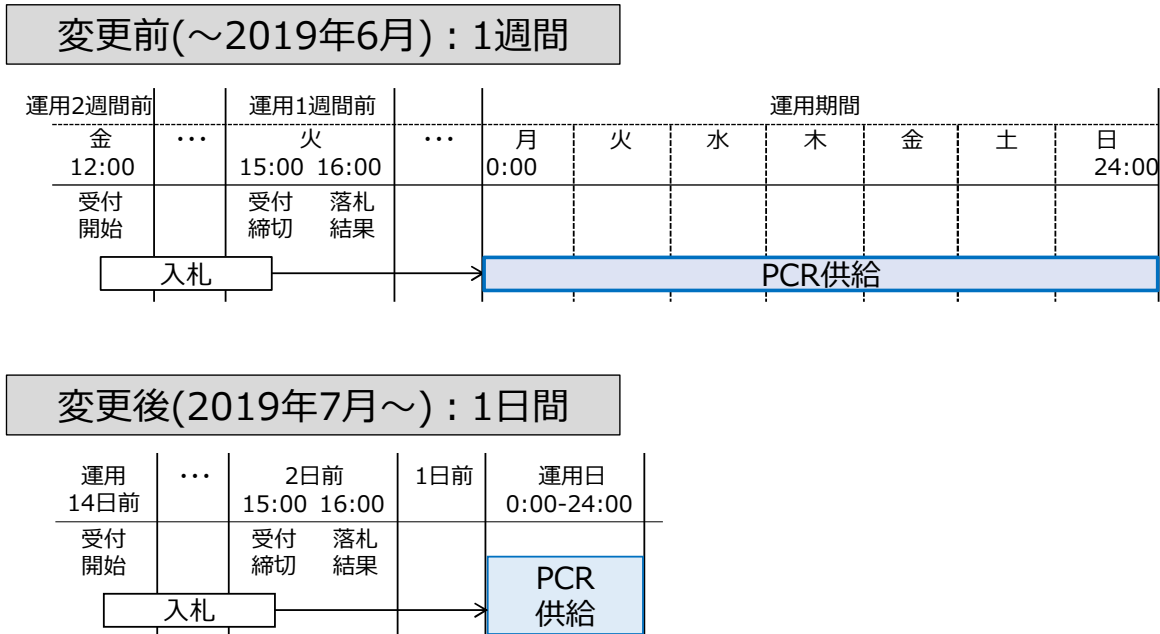 変更前(～2019年6月)：1週間
運用2週間前 運用1週間前 運用期間
金 ・・・ 火 ・・・ 月 火 水 木 金 土 日
12:00 15:00 16:00 0:00 24:00
受付 受付 落札
開始 締切 結果
入札 PCR供給
変更後(2019年7月～)：1日間
運用 ・・・ 2日前 1日前 運用日
14日前 15:00 16:00 0:00-24:00
受付 受付 落札
開始 締切 結果
PCR
入札 供給